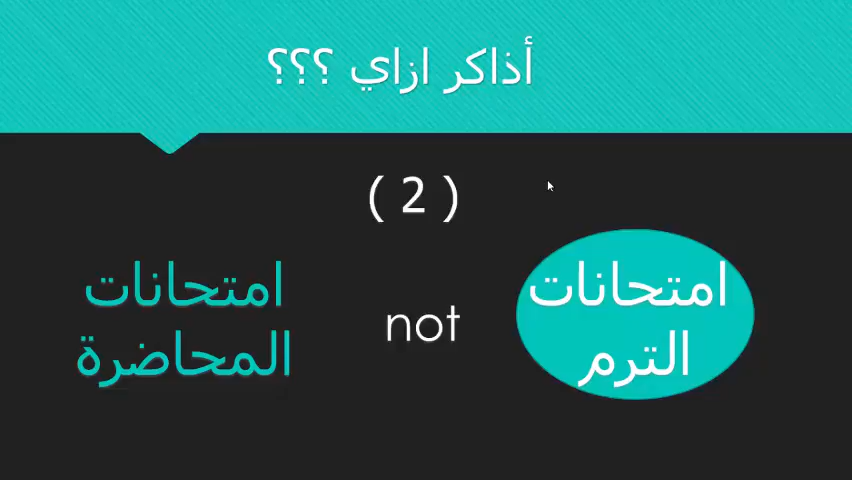 أذاكر ازاي ؟؟؟
( 2 )
امتحانات
الترم
not
امتحانات
المحاضرة